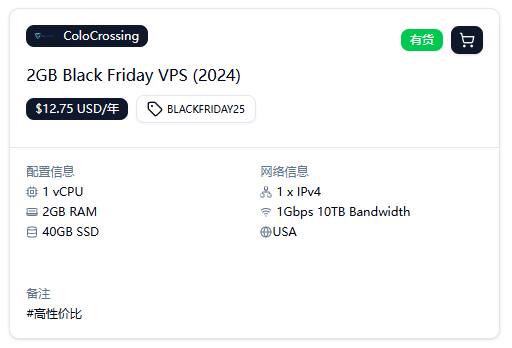 ColoCrossing
有货
2GB Black Friday VPS (2024)
$12.75 USD/年
BLACKFRIDAY25
配置信息
1 vCPU
2GB RAM
40GB SSD
网络信息
1 x IPv4
1Gbps 10TB Bandwidth
USA
备注
#高性价比